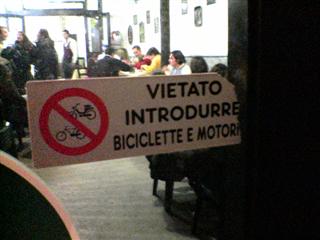 VIETATO
INTRODURRE
BICICLETTE E MOTORI